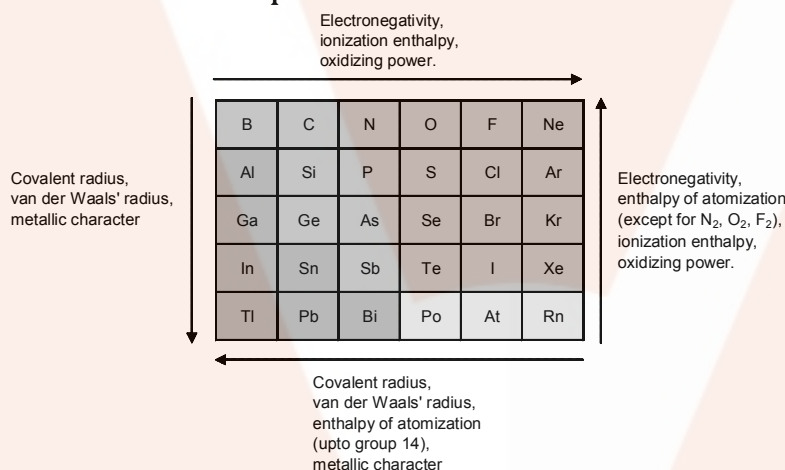 Electronegativity,
ionization enthalpy,
oxidizing power.
B C N O F Ne
Al Si P S Cl Ar
Ga Ge As Se Br Kr
In Sn Sb Te I Xe
Tl Pb Bi Po At Rn
Covalent radius,
van der Waals' radius,
metallic character
Electronegativity,
enthalpy of atomization
(except for N₂, O₂, F₂),
ionization enthalpy,
oxidizing power.
Covalent radius,
van der Waals' radius,
enthalpy of atomization
(upto group 14),
metallic character